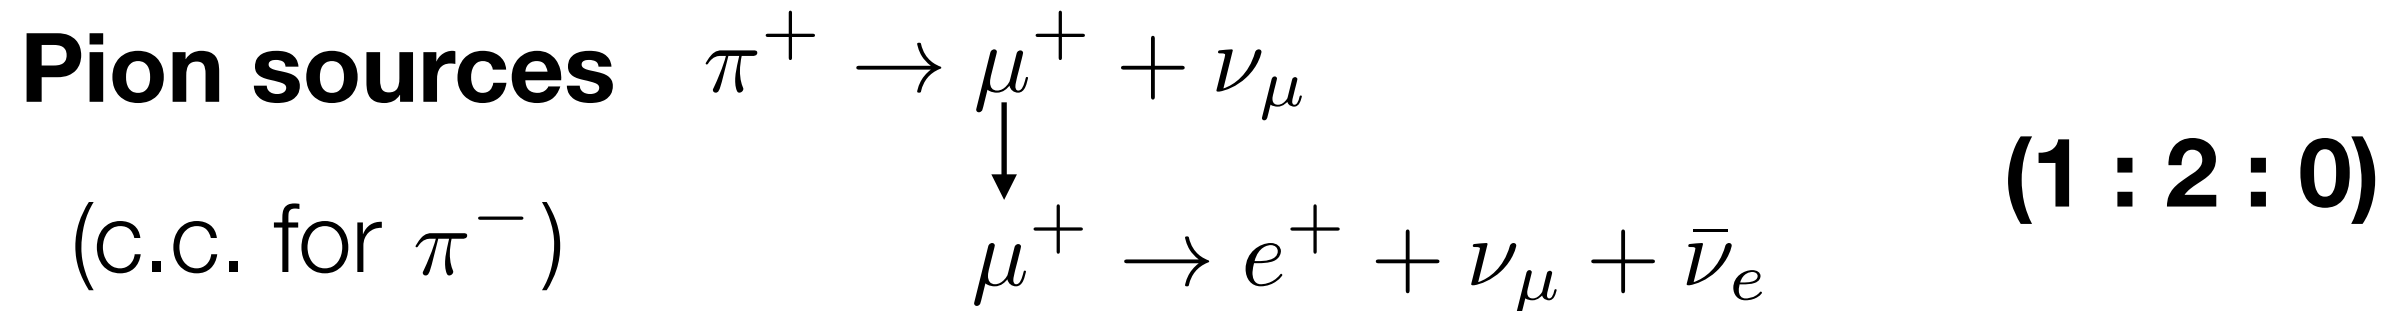 Pion sources π⁺ → μ⁺ + ν_μ
(1 : 2 : 0)
(c.c. for π⁻) μ⁺ → e⁺ + ν_μ + ν̄_e